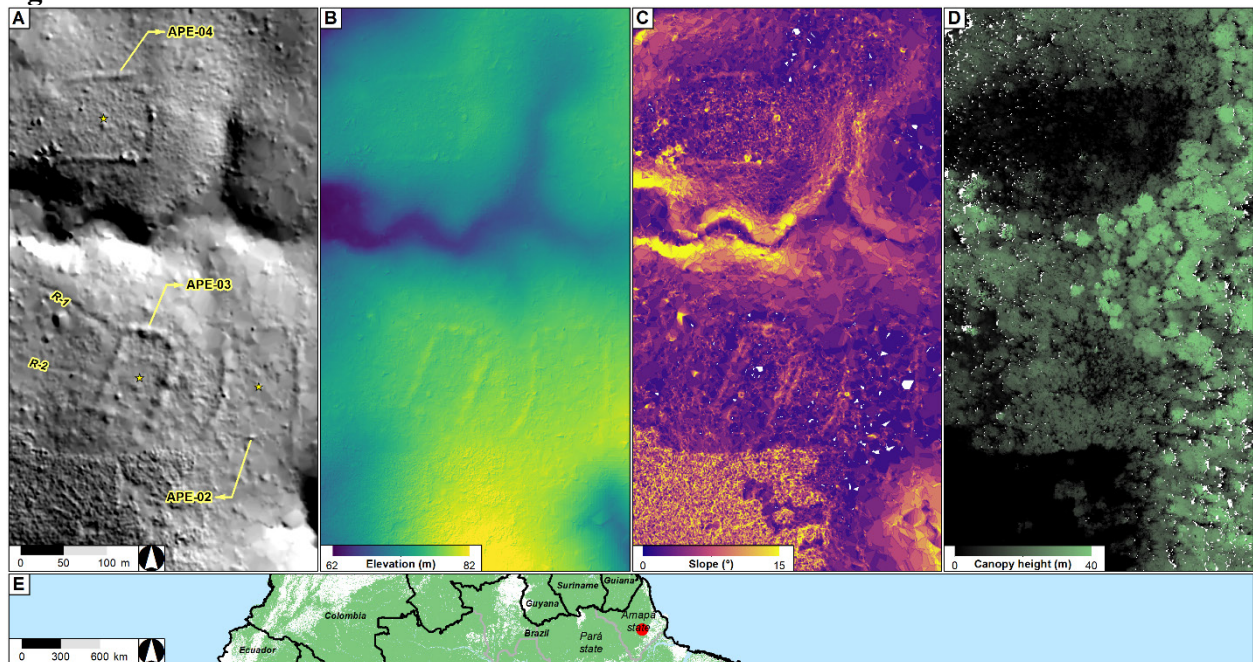 A
APE-04
APE-03
R-1
R-2
APE-02
0 50 100 m
B
62 Elevation (m) 82
C
0 Slope (°) 15
D
0 Canopy height (m) 40
E
Colombia
Ecuador
Guyana
Suriname
Guiana
Brazil
Pará
state
Amapá
state
0 300 600 km